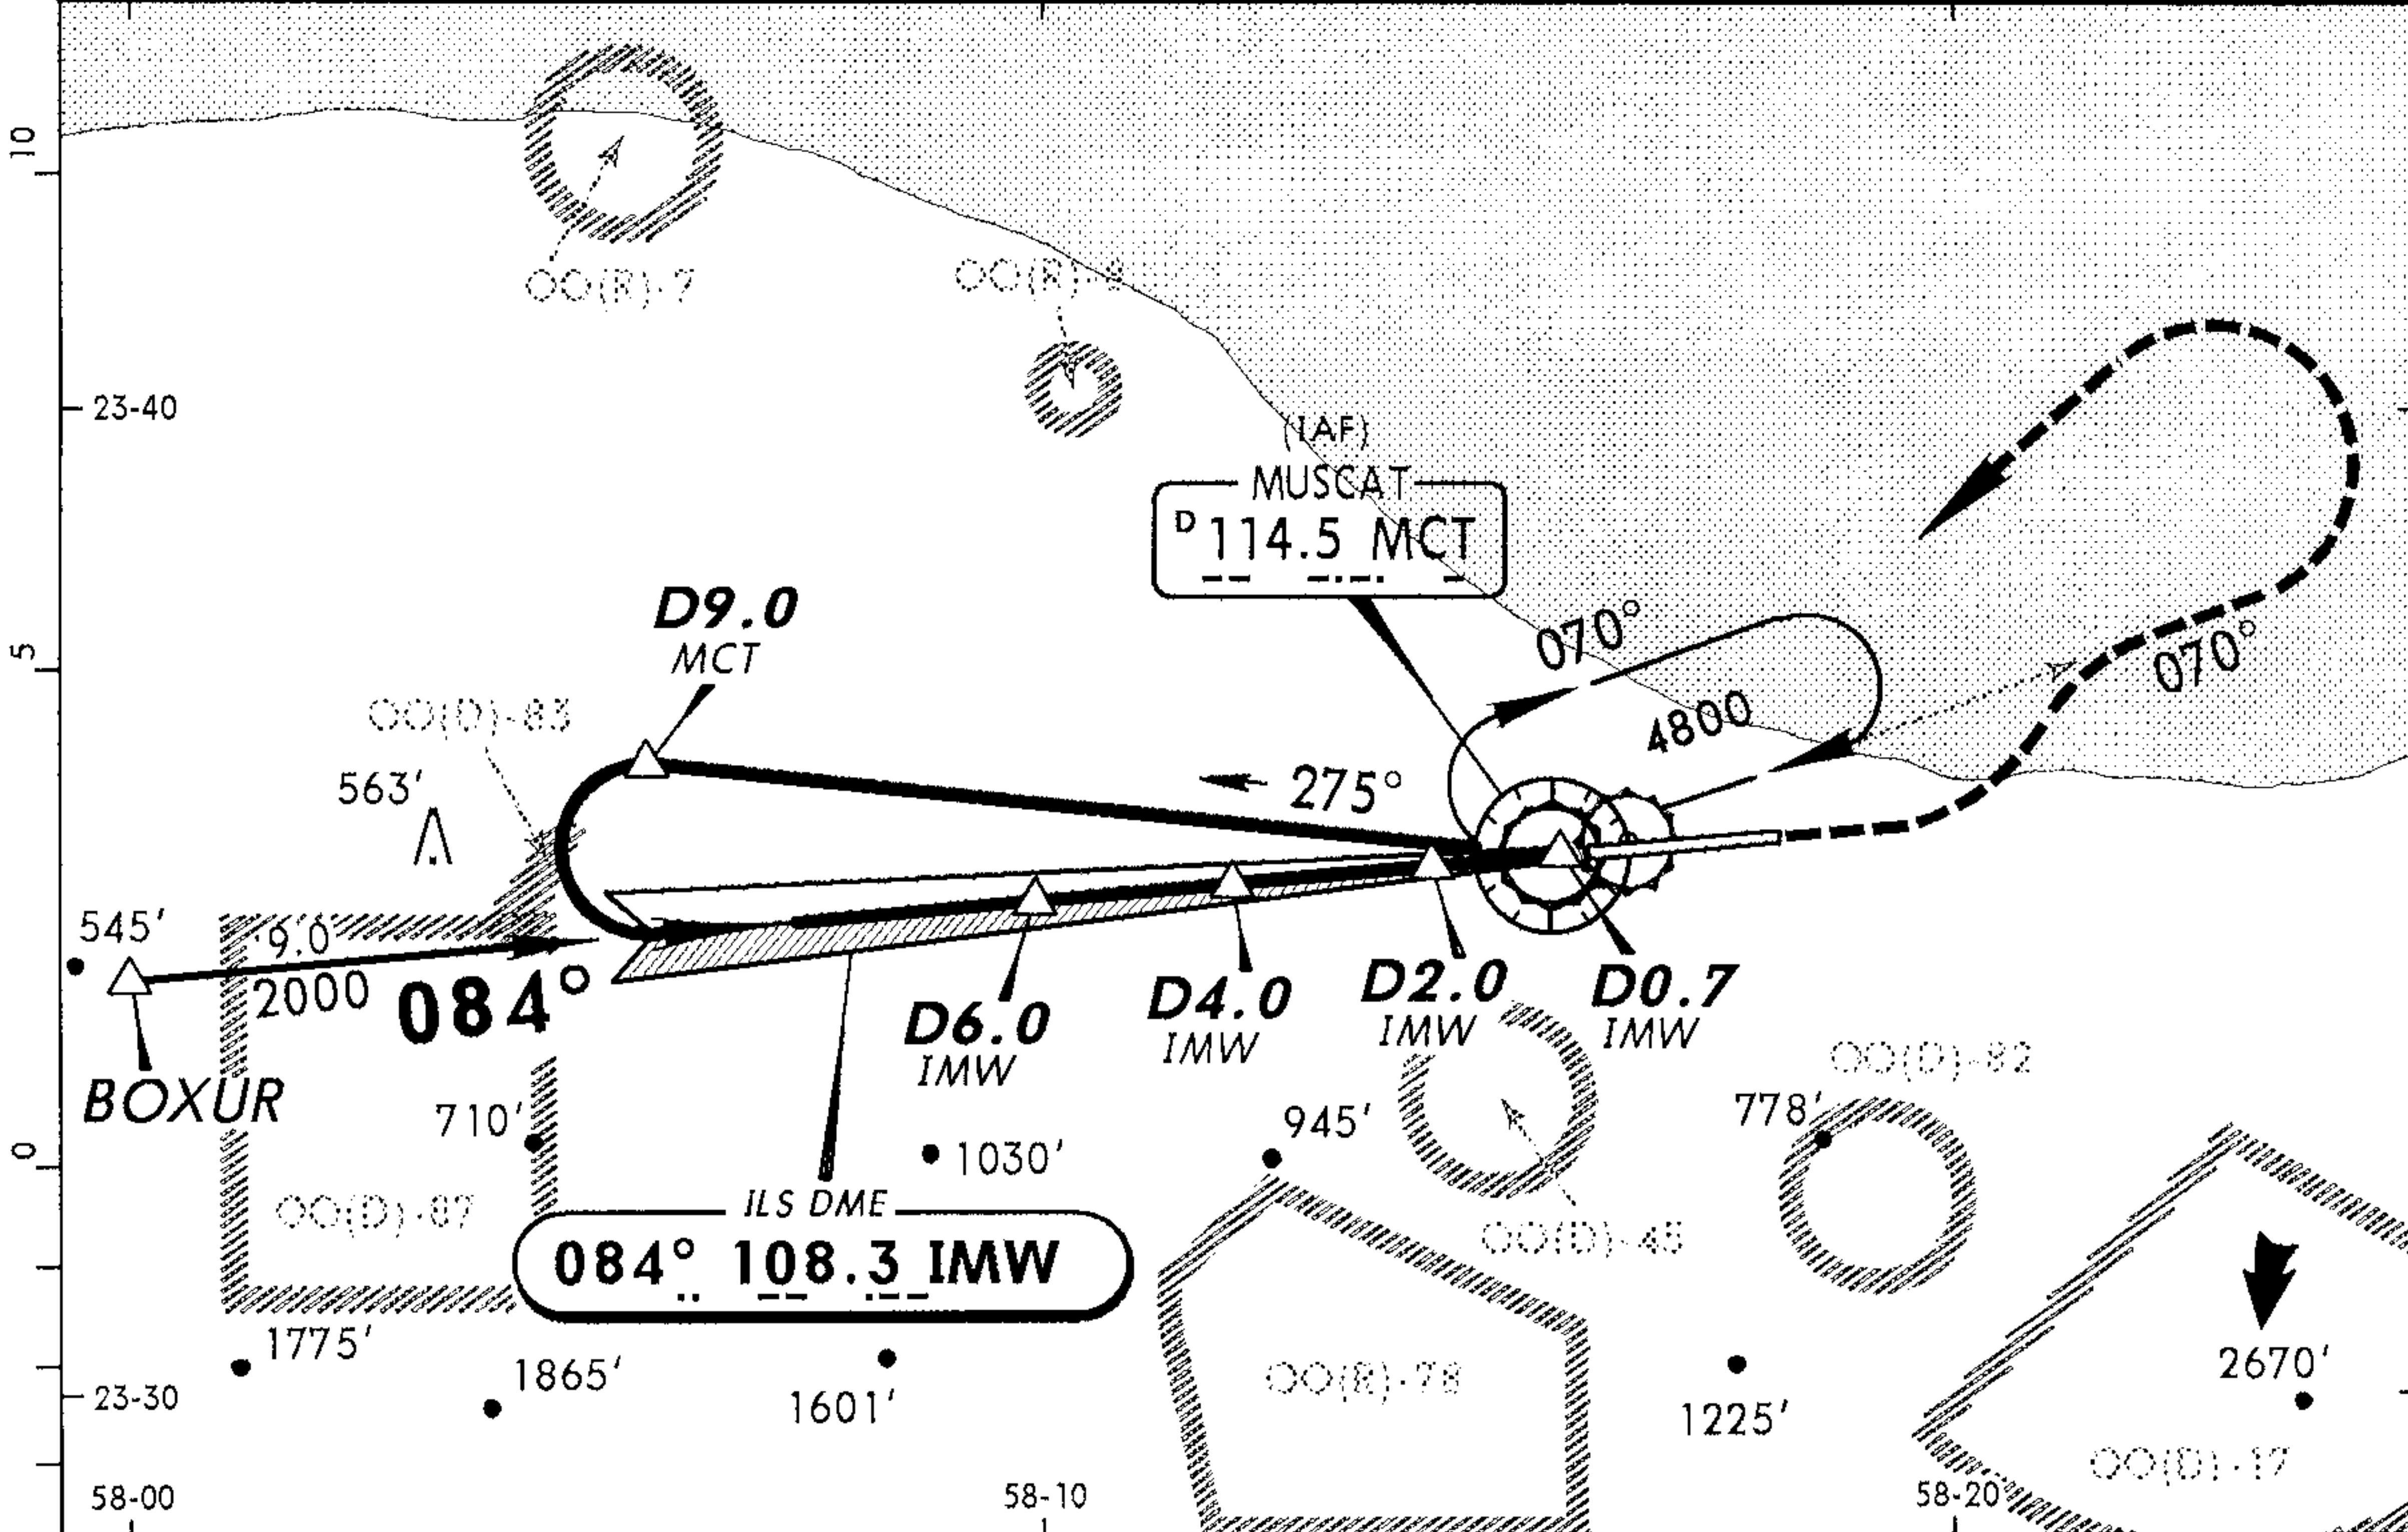 10
OO(R)-7
23-40
(IAF)
MUSCAT
D 114.5 MCT
D9.0
MCT
5
070°
070°
4800
OO(D)-83
563'
275°
545'
9.0
2000
084°
BOXUR
D6.0
IMW
D4.0
IMW
D2.0
IMW
D0.7
IMW
OO(D)-82
710'
945'
778'
0
1030'
OO(D)-87
ILS DME
084° 108.3 IMW
OO(D)-45
1775'
1865'
1601'
OO(R)-78
1225'
2670'
23-30
OO(D)-17
58-00
58-10
58-20